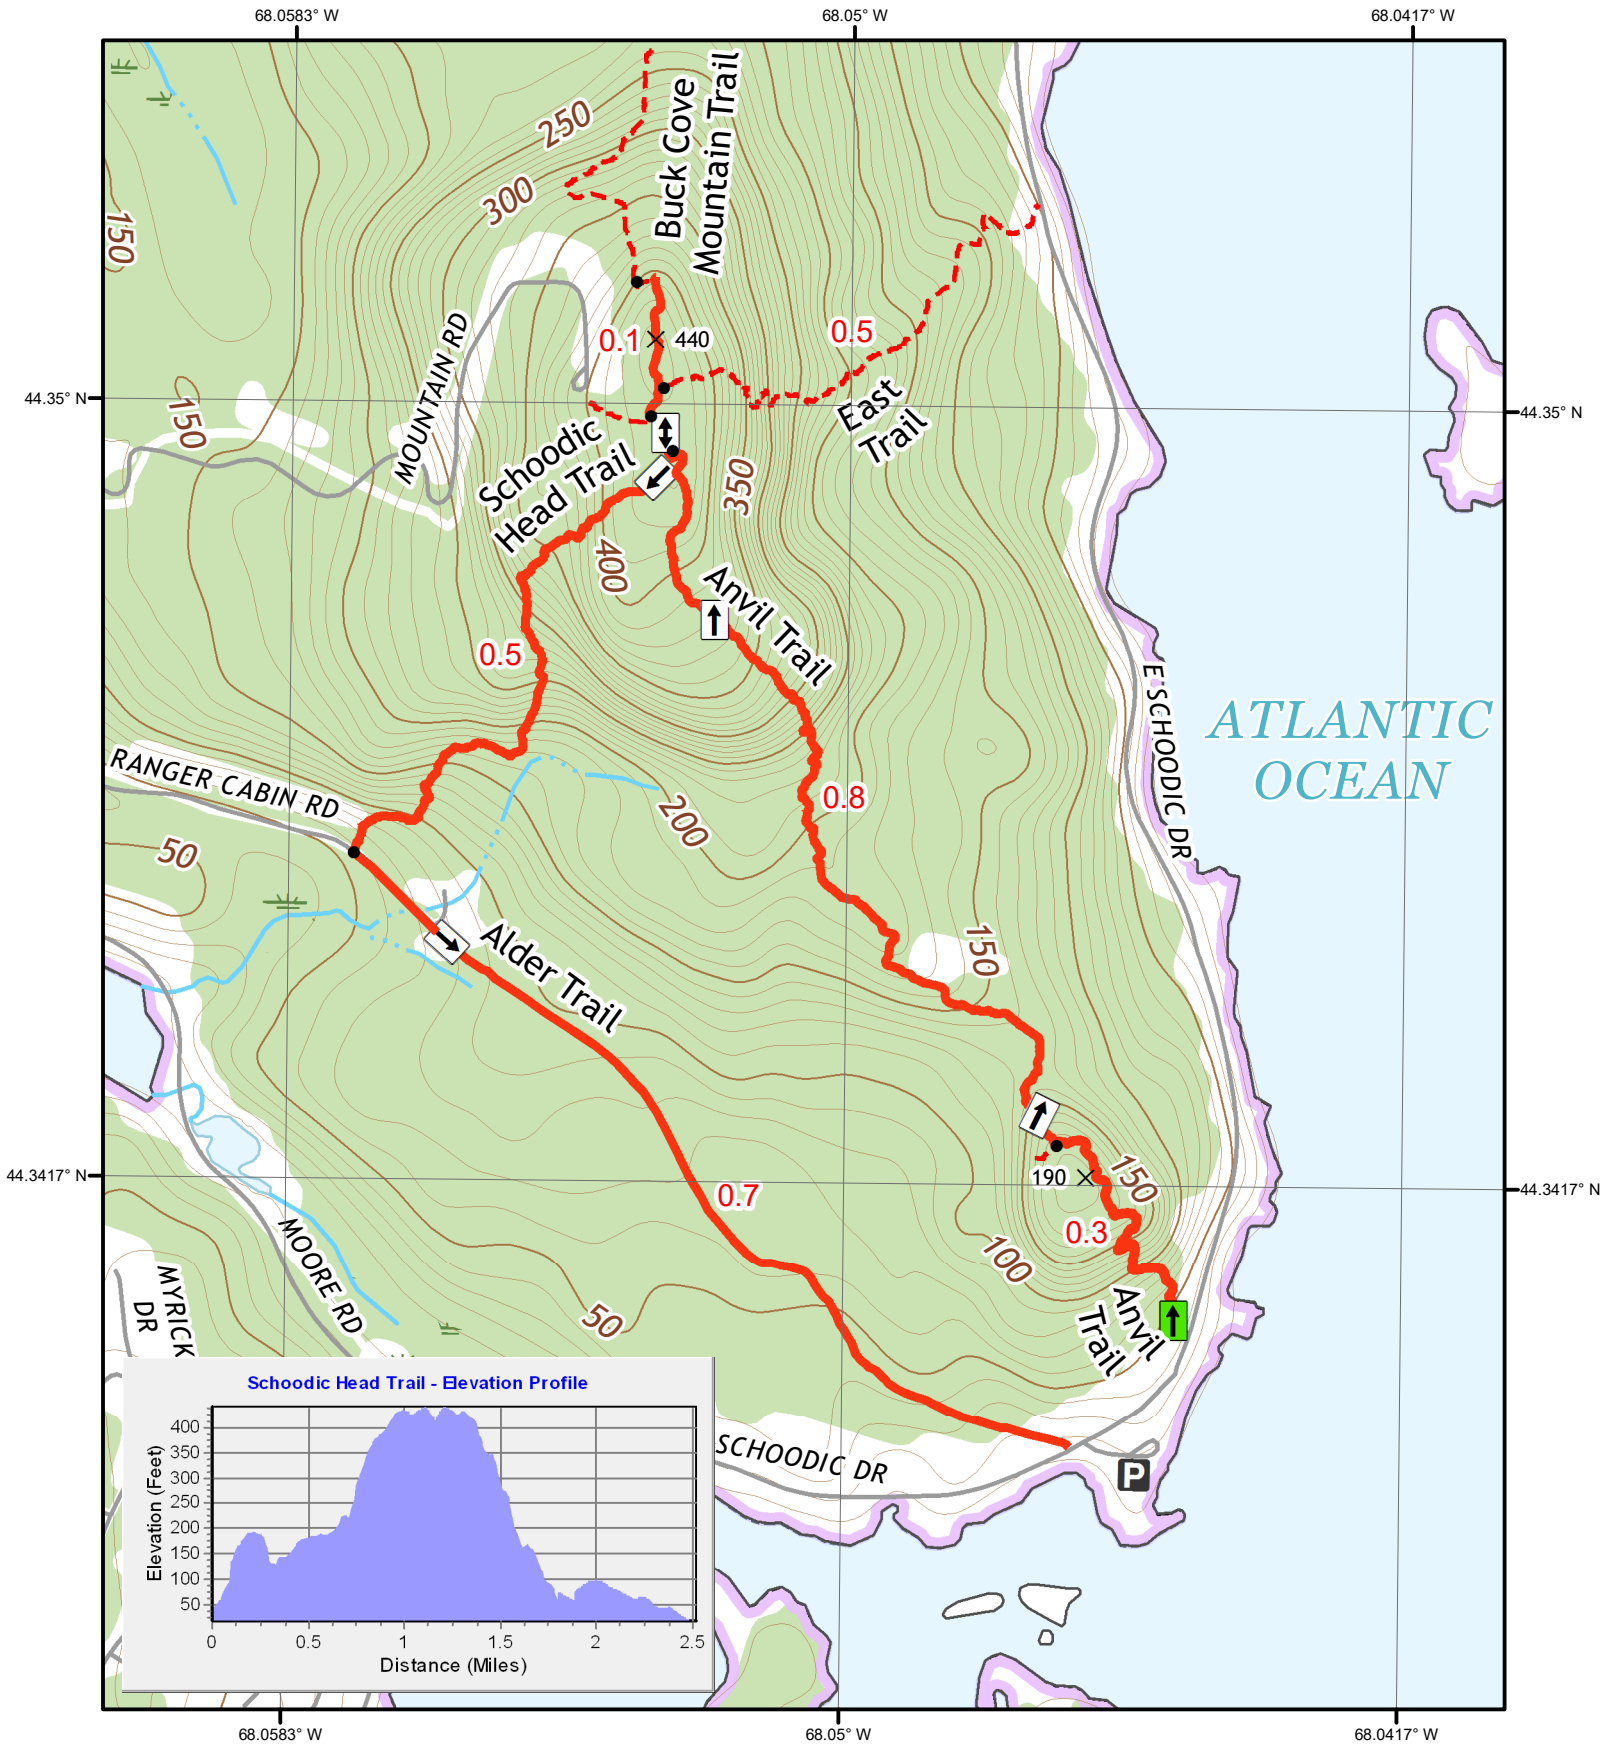 68.0583° W
68.05° W
68.0417° W
250
300
150
Buck Cove
Mountain Trail
MOUNTAIN RD
0.1
440
0.5
44.35° N
44.35° N
150
East
Trail
Schoodic
Head Trail
350
400
Anvil Trail
0.5
E SCHOODIC DR
ATLANTIC
OCEAN
RANGER CABIN RD
0.8
200
50
150
Alder Trail
44.3417° N
44.3417° N
190
150
0.7
0.3
100
MOORE RD
MYRICK
DR
50
Anvil
Trail
SCHOODIC DR
P
Schoodic Head Trail - Elevation Profile
Elevation (Feet)
400
350
300
250
200
150
100
50
0
0.5
1
1.5
2
2.5
Distance (Miles)
68.0583° W
68.05° W
68.0417° W